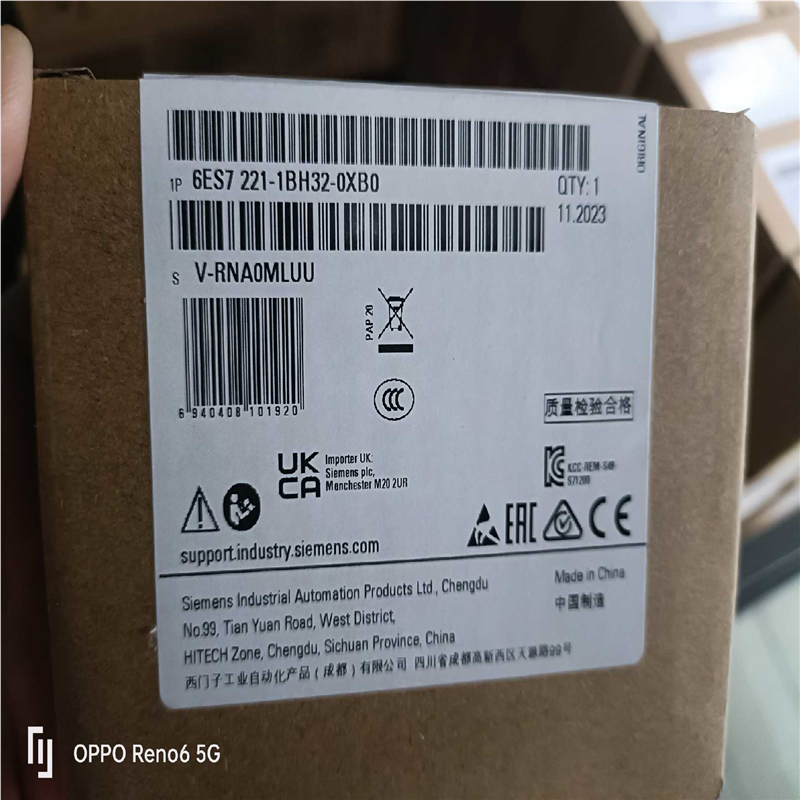 ORIGINAL
1P 6ES7 221-1BH32-0XB0
QTY: 1
11.2023
S V-RNA0MLUU
PAP 20
6 940408 101920
CCC
质量检验合格
UK
CA
Importer UK:
Siemens plc,
Manchester M20 2UR
KCC-REM-S49-
S71200
EAC
CE
support.industry.siemens.com
Siemens Industrial Automation Products Ltd., Chengdu
No.99, Tian Yuan Road, West District,
HITECH Zone, Chengdu, Sichuan Province, China
西门子工业自动化产品（成都）有限公司 四川省成都高新西区天源路99号
Made in China
中国制造
OPPO Reno6 5G